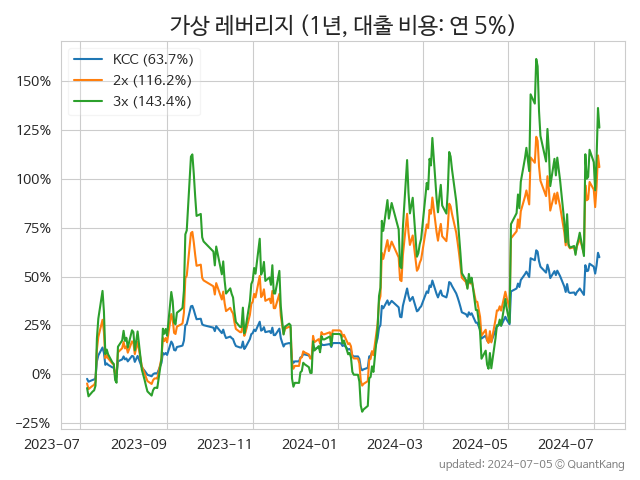 가상 레버리지 (1년, 대출 비용: 연 5%)
KCC (63.7%)
2x (116.2%)
3x (143.4%)
150%
125%
100%
75%
50%
25%
0%
−25%
2023-07 2023-09 2023-11 2024-01 2024-03 2024-05 2024-07
updated: 2024-07-05 © QuantKang